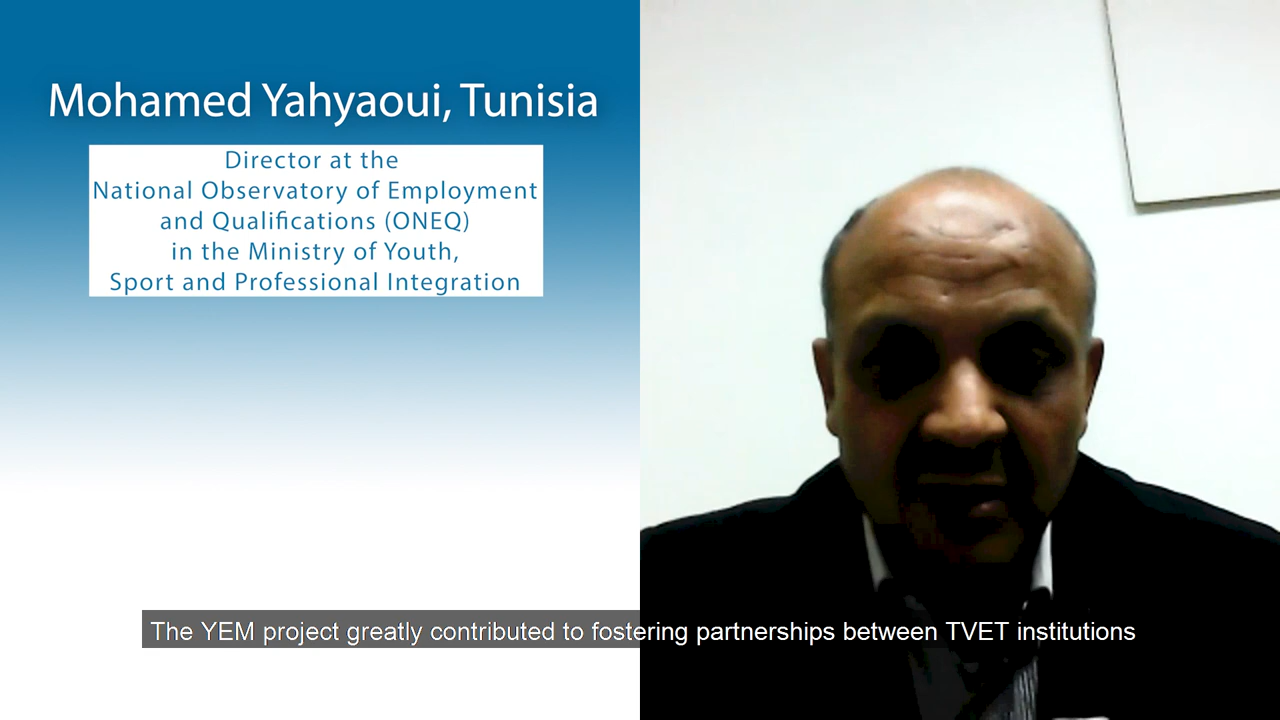 Mohamed Yahyaoui, Tunisia
Director at the
National Observatory of Employment
and Qualifications (ONEQ)
in the Ministry of Youth,
Sport and Professional Integration
The YEM project greatly contributed to fostering partnerships between TVET institutions